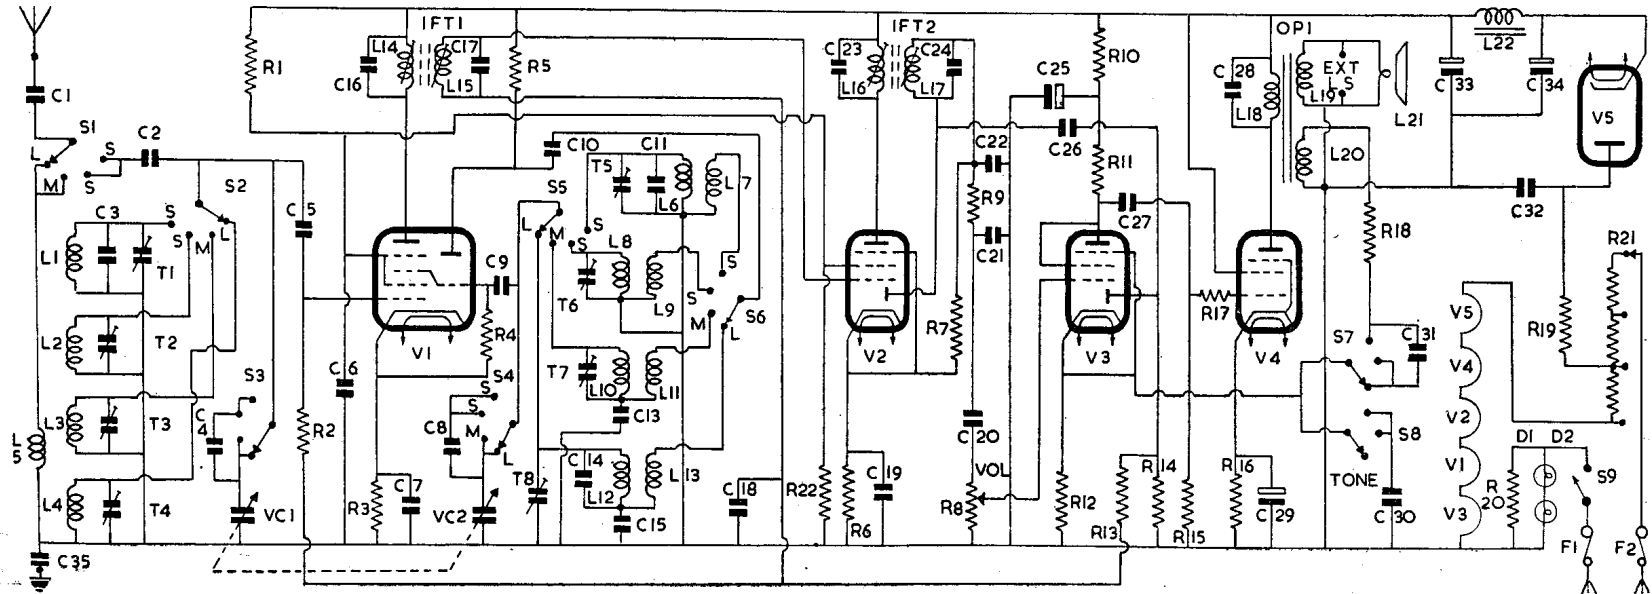 IFT1
IFT2
OP1
R1
L14
C16
C17
L15
R5
C23
L16
C24
L17
C25
R10
C28
L18
L19
EXT LS
L21
L22
C33
C34
V5
C1
S1
L
M
S
S
C2
S2
S
S
M
L
C10
C11
T5
L6
L7
S5
L
M
S
S
C22
C26
R11
R9
C27
C21
L20
R18
C32
R21
C3
L1
T1
C5
C9
L8
T6
L9
S
S
M
L
S6
R7
R17
R19
L2
T2
C6
V1
R4
T7
L10
L11
V2
V3
V4
S7
C31
V5
V4
V2
V1
V3
S3
C4
L3
T3
L5
R2
S4
S
S
M
L
C8
C13
C20
VOL
S8
TONE
D1
D2
L4
T4
VC1
R3
C7
VC2
T8
C14
L12
L13
C15
C18
R22
R6
C19
R8
R12
R13
R14
R15
R16
C29
C30
R20
S9
F1
F2
C35